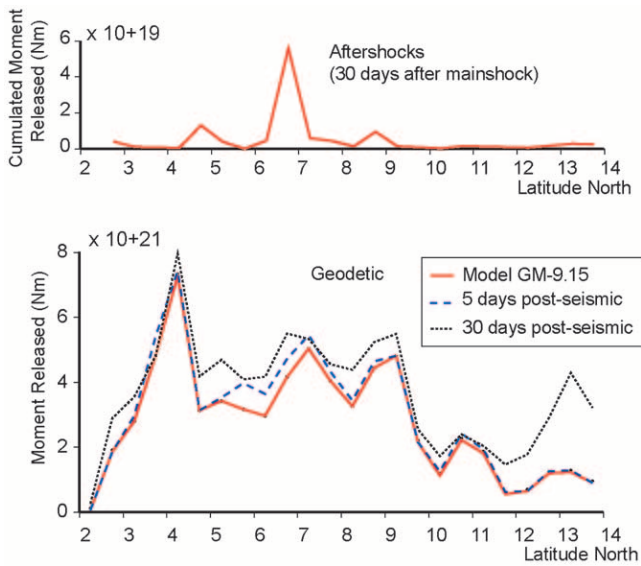 x 10+19
Aftershocks
(30 days after mainshock)
Cumulated Moment
Released (Nm)
6
4
2
0
2 3 4 5 6 7 8 9 10 11 12 13 14
Latitude North
x 10+21
Geodetic
Model GM-9.15
5 days post-seismic
30 days post-seismic
Moment Released (Nm)
8
6
4
2
0
2 3 4 5 6 7 8 9 10 11 12 13 14
Latitude North